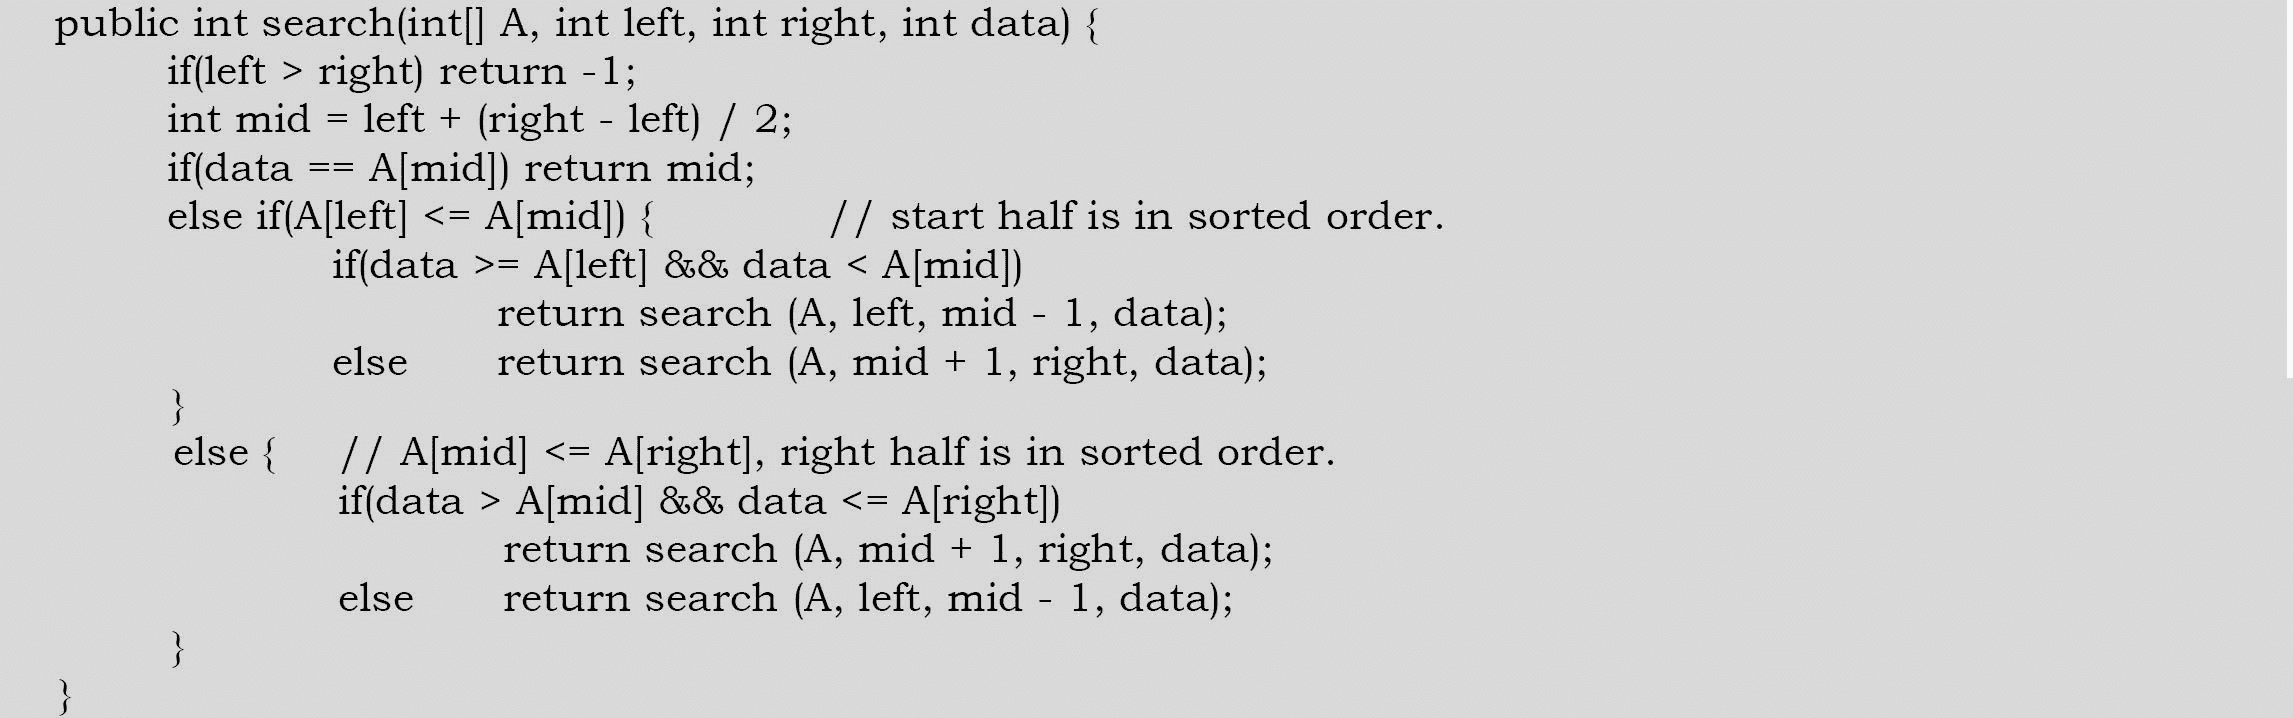 public int search(int[] A, int left, int right, int data) {
if(left > right) return -1;
int mid = left + (right - left) / 2;
if(data == A[mid]) return mid;
else if(A[left] <= A[mid]) { // start half is in sorted order.
if(data >= A[left] && data < A[mid])
return search (A, left, mid - 1, data);
else return search (A, mid + 1, right, data);
}
else { // A[mid] <= A[right], right half is in sorted order.
if(data > A[mid] && data <= A[right])
return search (A, mid + 1, right, data);
else return search (A, left, mid - 1, data);
}
}